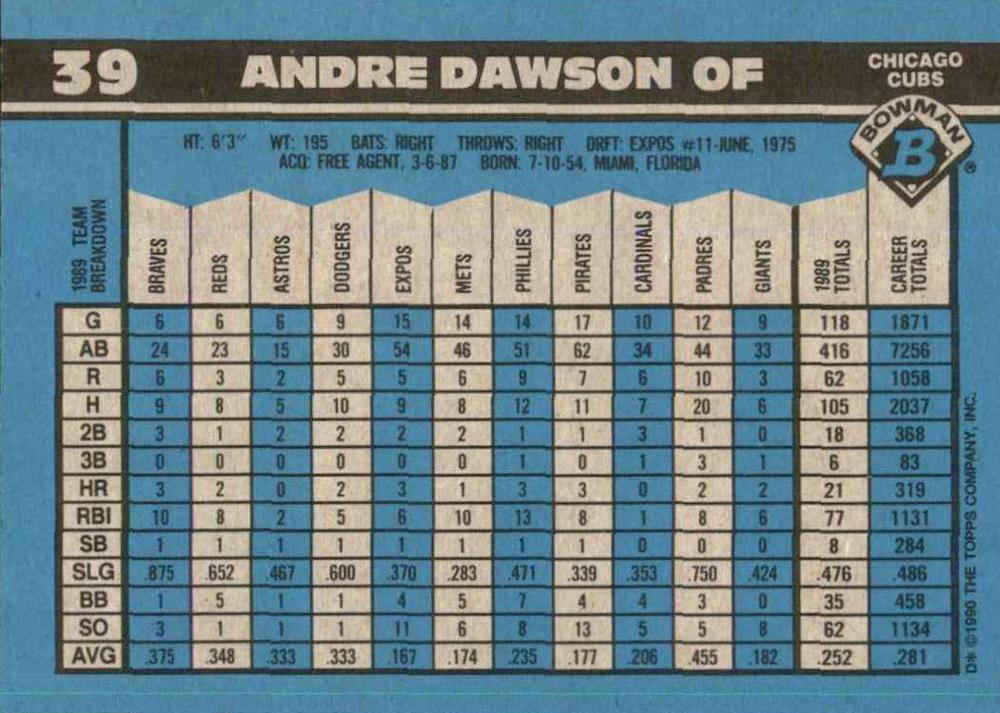 39 ANDRE DAWSON OF CHICAGO CUBS
BOWMAN
B ®
HT: 6'3" WT: 195 BATS: RIGHT THROWS: RIGHT DRFT: EXPOS #11-JUNE, 1975
ACQ: FREE AGENT, 3-6-87 BORN: 7-10-54, MIAMI, FLORIDA
1989 TEAM BREAKDOWN BRAVES REDS ASTROS DODGERS EXPOS METS PHILLIES PIRATES CARDINALS PADRES GIANTS 1989 TOTALS CAREER TOTALS
G 6 6 6 9 15 14 14 17 10 12 9 118 1871
AB 24 23 15 30 54 46 51 62 34 44 33 416 7256
R 6 3 2 5 5 6 9 7 6 10 3 62 1058
H 9 8 5 10 9 8 12 11 7 20 6 105 2037
2B 3 1 2 2 2 2 1 1 3 1 0 18 368
3B 0 0 0 0 0 0 1 0 1 3 1 6 83
HR 3 2 0 2 3 1 3 3 0 2 2 21 319
RBI 10 8 2 5 6 10 13 8 1 8 6 77 1131
SB 1 1 1 1 1 1 1 1 0 0 0 8 284
SLG .875 .652 .467 .600 .370 .283 .471 .339 .353 .750 .424 .476 .486
BB 1 5 1 1 4 5 7 4 4 3 0 35 458
SO 3 1 1 1 11 6 8 13 5 5 8 62 1134
AVG .375 .348 .333 .333 .167 .174 .235 .177 .206 .455 .182 .252 .281
D* ©1990 THE TOPPS COMPANY, INC.